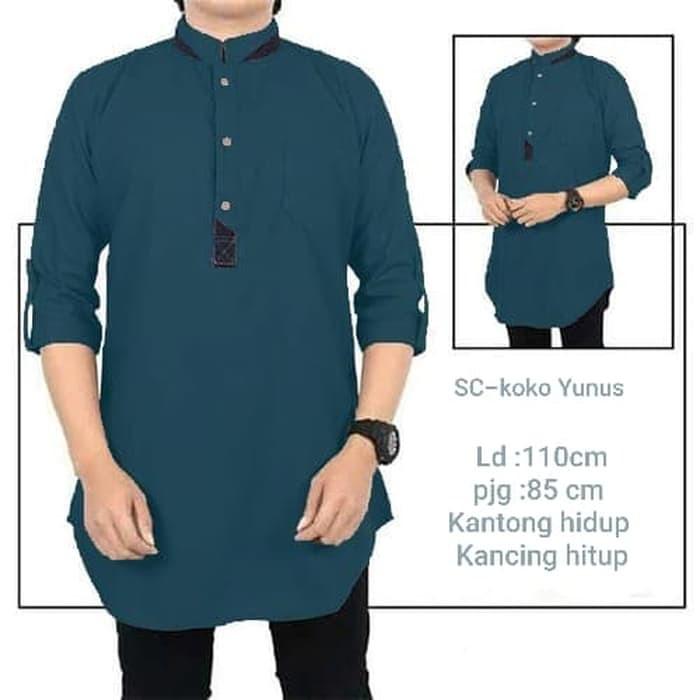 SC-koko Yunus
Ld :110cm
pjg :85 cm
Kantong hidup
Kancing hitup